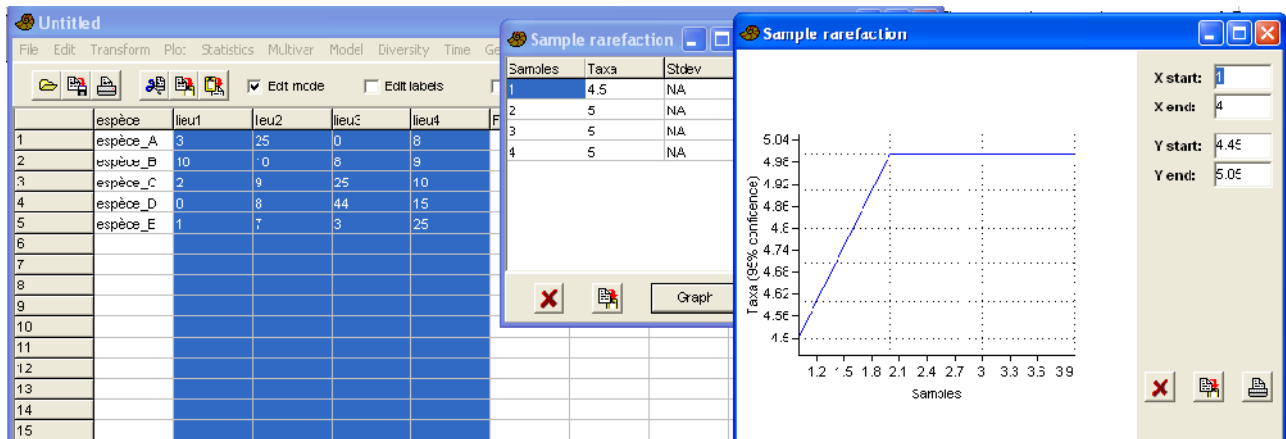 Untitled
File Edit Transform Plot Statistics Multivar Model Diversity Time Ge
Edit mode Edit labels
espèce lieu1 lieu2 lieu3 lieu4 F
1 espèce_A 3 25 0 8
2 espèce_B 10 10 8 9
3 espèce_C 2 9 25 10
4 espèce_D 0 8 44 15
5 espèce_E 1 7 3 25
6
7
8
9
10
11
12
13
14
15
Sample rarefaction
Samples Taxa Stdev
1 4.5 NA
2 5 NA
3 5 NA
4 5 NA
Graph
Sample rarefaction
X start: 1
X end: 4
Y start: 4.45
Y end: 5.05
Taxa (95% conficence)
5.04
4.98
4.92
4.86
4.8
4.74
4.68
4.62
4.56
4.5
1.2 1.5 1.8 2.1 2.4 2.7 3 3.3 3.6 3.9
Samples